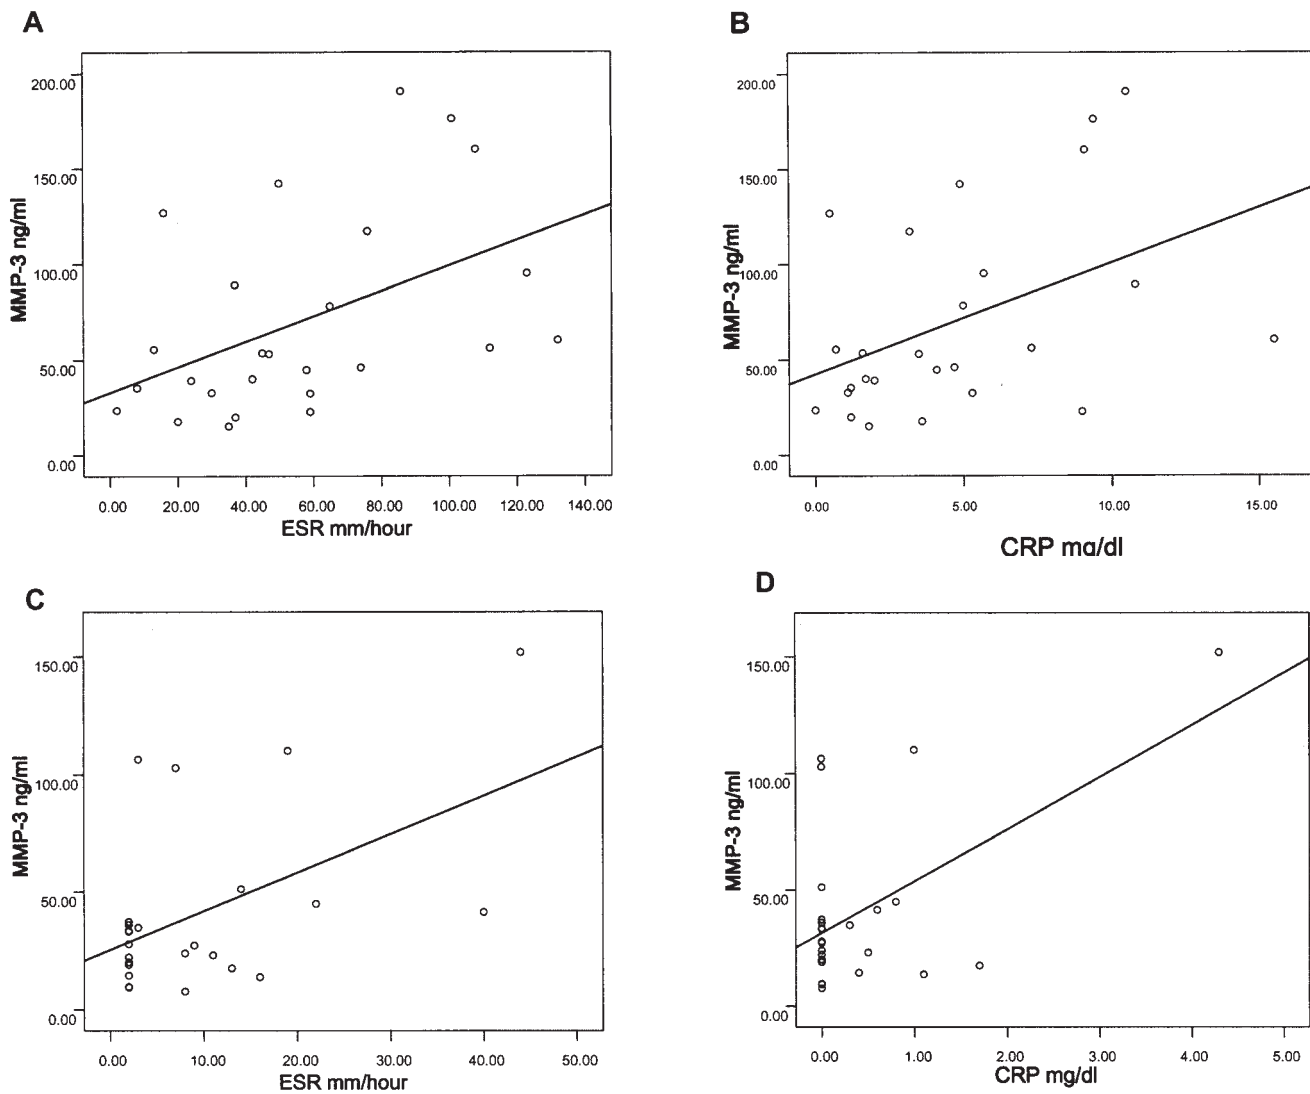 A
200.00
150.00
100.00
50.00
0.00
MMP-3 ng/ml
0.00 20.00 40.00 60.00 80.00 100.00 120.00 140.00
ESR mm/hour
B
200.00
150.00
100.00
50.00
0.00
MMP-3 ng/ml
0.00 5.00 10.00 15.00
CRP ma/dl
C
150.00
100.00
50.00
0.00
MMP-3 ng/ml
0.00 10.00 20.00 30.00 40.00 50.00
ESR mm/hour
D
150.00
100.00
50.00
0.00
MMP-3 ng/ml
0.00 1.00 2.00 3.00 4.00 5.00
CRP mg/dl